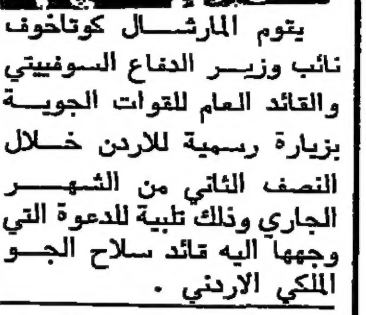 يقوم المارشال كوتاخوف
نائب وزير الدفاع السوفييتي
والقائد العام للقوات الجوية
بزيارة رسمية للاردن خلال
النصف الثاني من الشهر
الجاري وذلك تلبية للدعوة التي
وجهها اليه قائد سلاح الجو
الملكي الاردني .